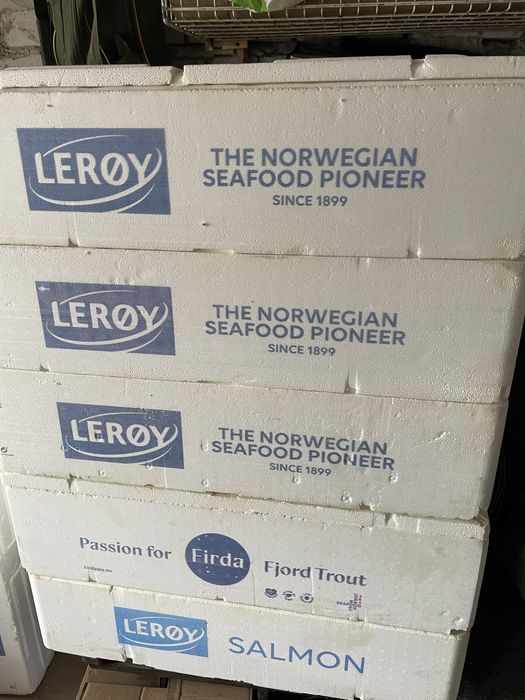 LERØY
THE NORWEGIAN
SEAFOOD PIONEER
SINCE 1899
LERØY
THE NORWEGIAN
SEAFOOD PIONEER
SINCE 1899
LERØY
THE NORWEGIAN
SEAFOOD PIONEER
SINCE 1899
Passion for Firda Fjord Trout
LERØY SALMON